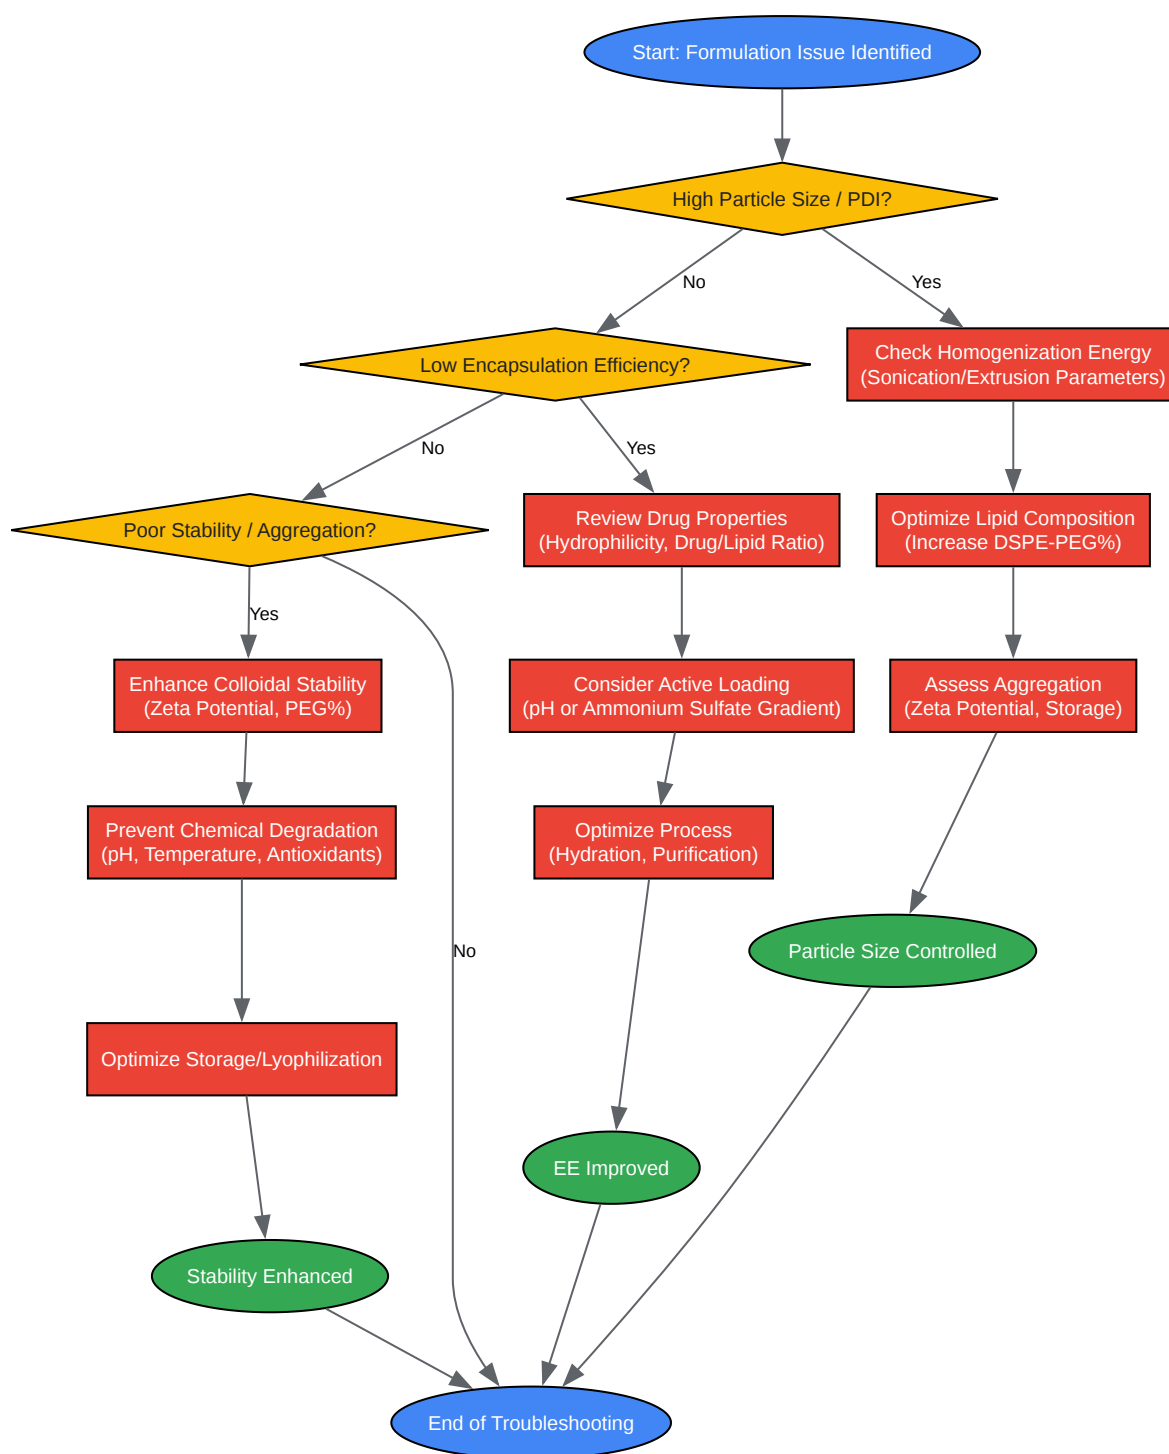 Start: Formulation Issue Identified
High Particle Size / PDI?
No
Yes
Low Encapsulation Efficiency?
Check Homogenization Energy
(Sonication/Extrusion Parameters)
No
Yes
Poor Stability / Aggregation?
Review Drug Properties
(Hydrophilicity, Drug/Lipid Ratio)
Optimize Lipid Composition
(Increase DSPE-PEG%)
Yes
Enhance Colloidal Stability
(Zeta Potential, PEG%)
Consider Active Loading
(pH or Ammonium Sulfate Gradient)
Assess Aggregation
(Zeta Potential, Storage)
Prevent Chemical Degradation
(pH, Temperature, Antioxidants)
Optimize Process
(Hydration, Purification)
No
Particle Size Controlled
Optimize Storage/Lyophilization
EE Improved
Stability Enhanced
End of Troubleshooting